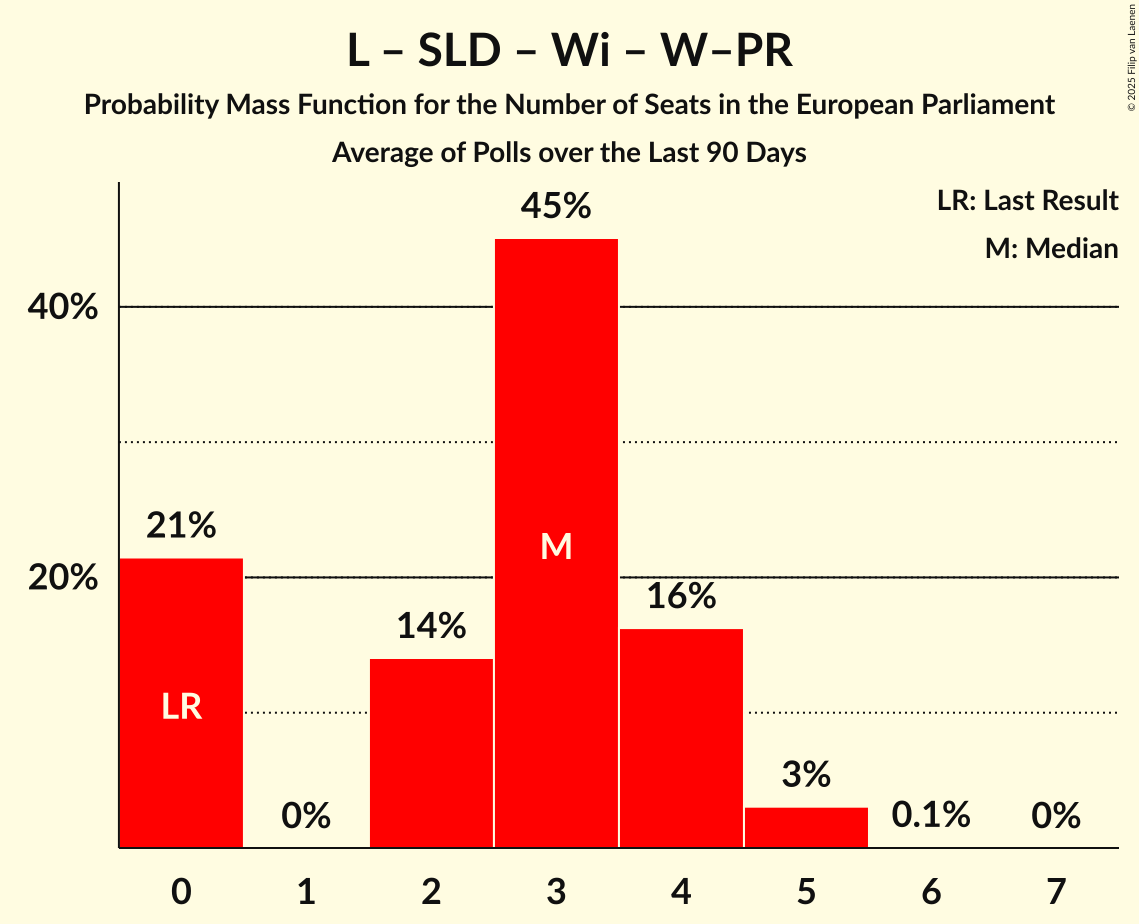 L – SLD – Wi – W–PR
Probability Mass Function for the Number of Seats in the European Parliament
Average of Polls over the Last 90 Days
© 2025 Filip van Laenen
LR: Last Result
M: Median
45%
40%
21%
20%
M
16%
14%
LR
3%
0%
0.1%
0%
0 1 2 3 4 5 6 7